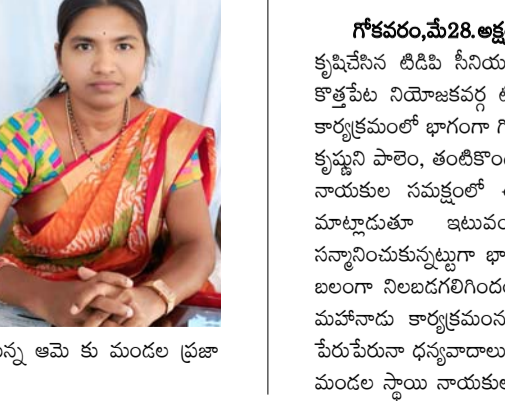 న్న ఆమె కు మండల ప్రజా
గోకవరం,మే28.అక్ష
కృషిచేసిన టిడిపి సీనియ
కొత్తపేట నియోజకవర్గ
కార్యక్రమంలో భాగంగా
కృష్ణుని పాలెం, తంటికొం
నాయకుల సమక్షంలో
మాట్లాడుతూ ఇటువం
సన్మానించుకున్నట్టుగా భా
బలంగా నిలబడగలిగిందం
మహానాడు కార్యక్రమంన
పేరుపేరునా ధన్యవాదాలు
మండల స్థాయి నాయకుల